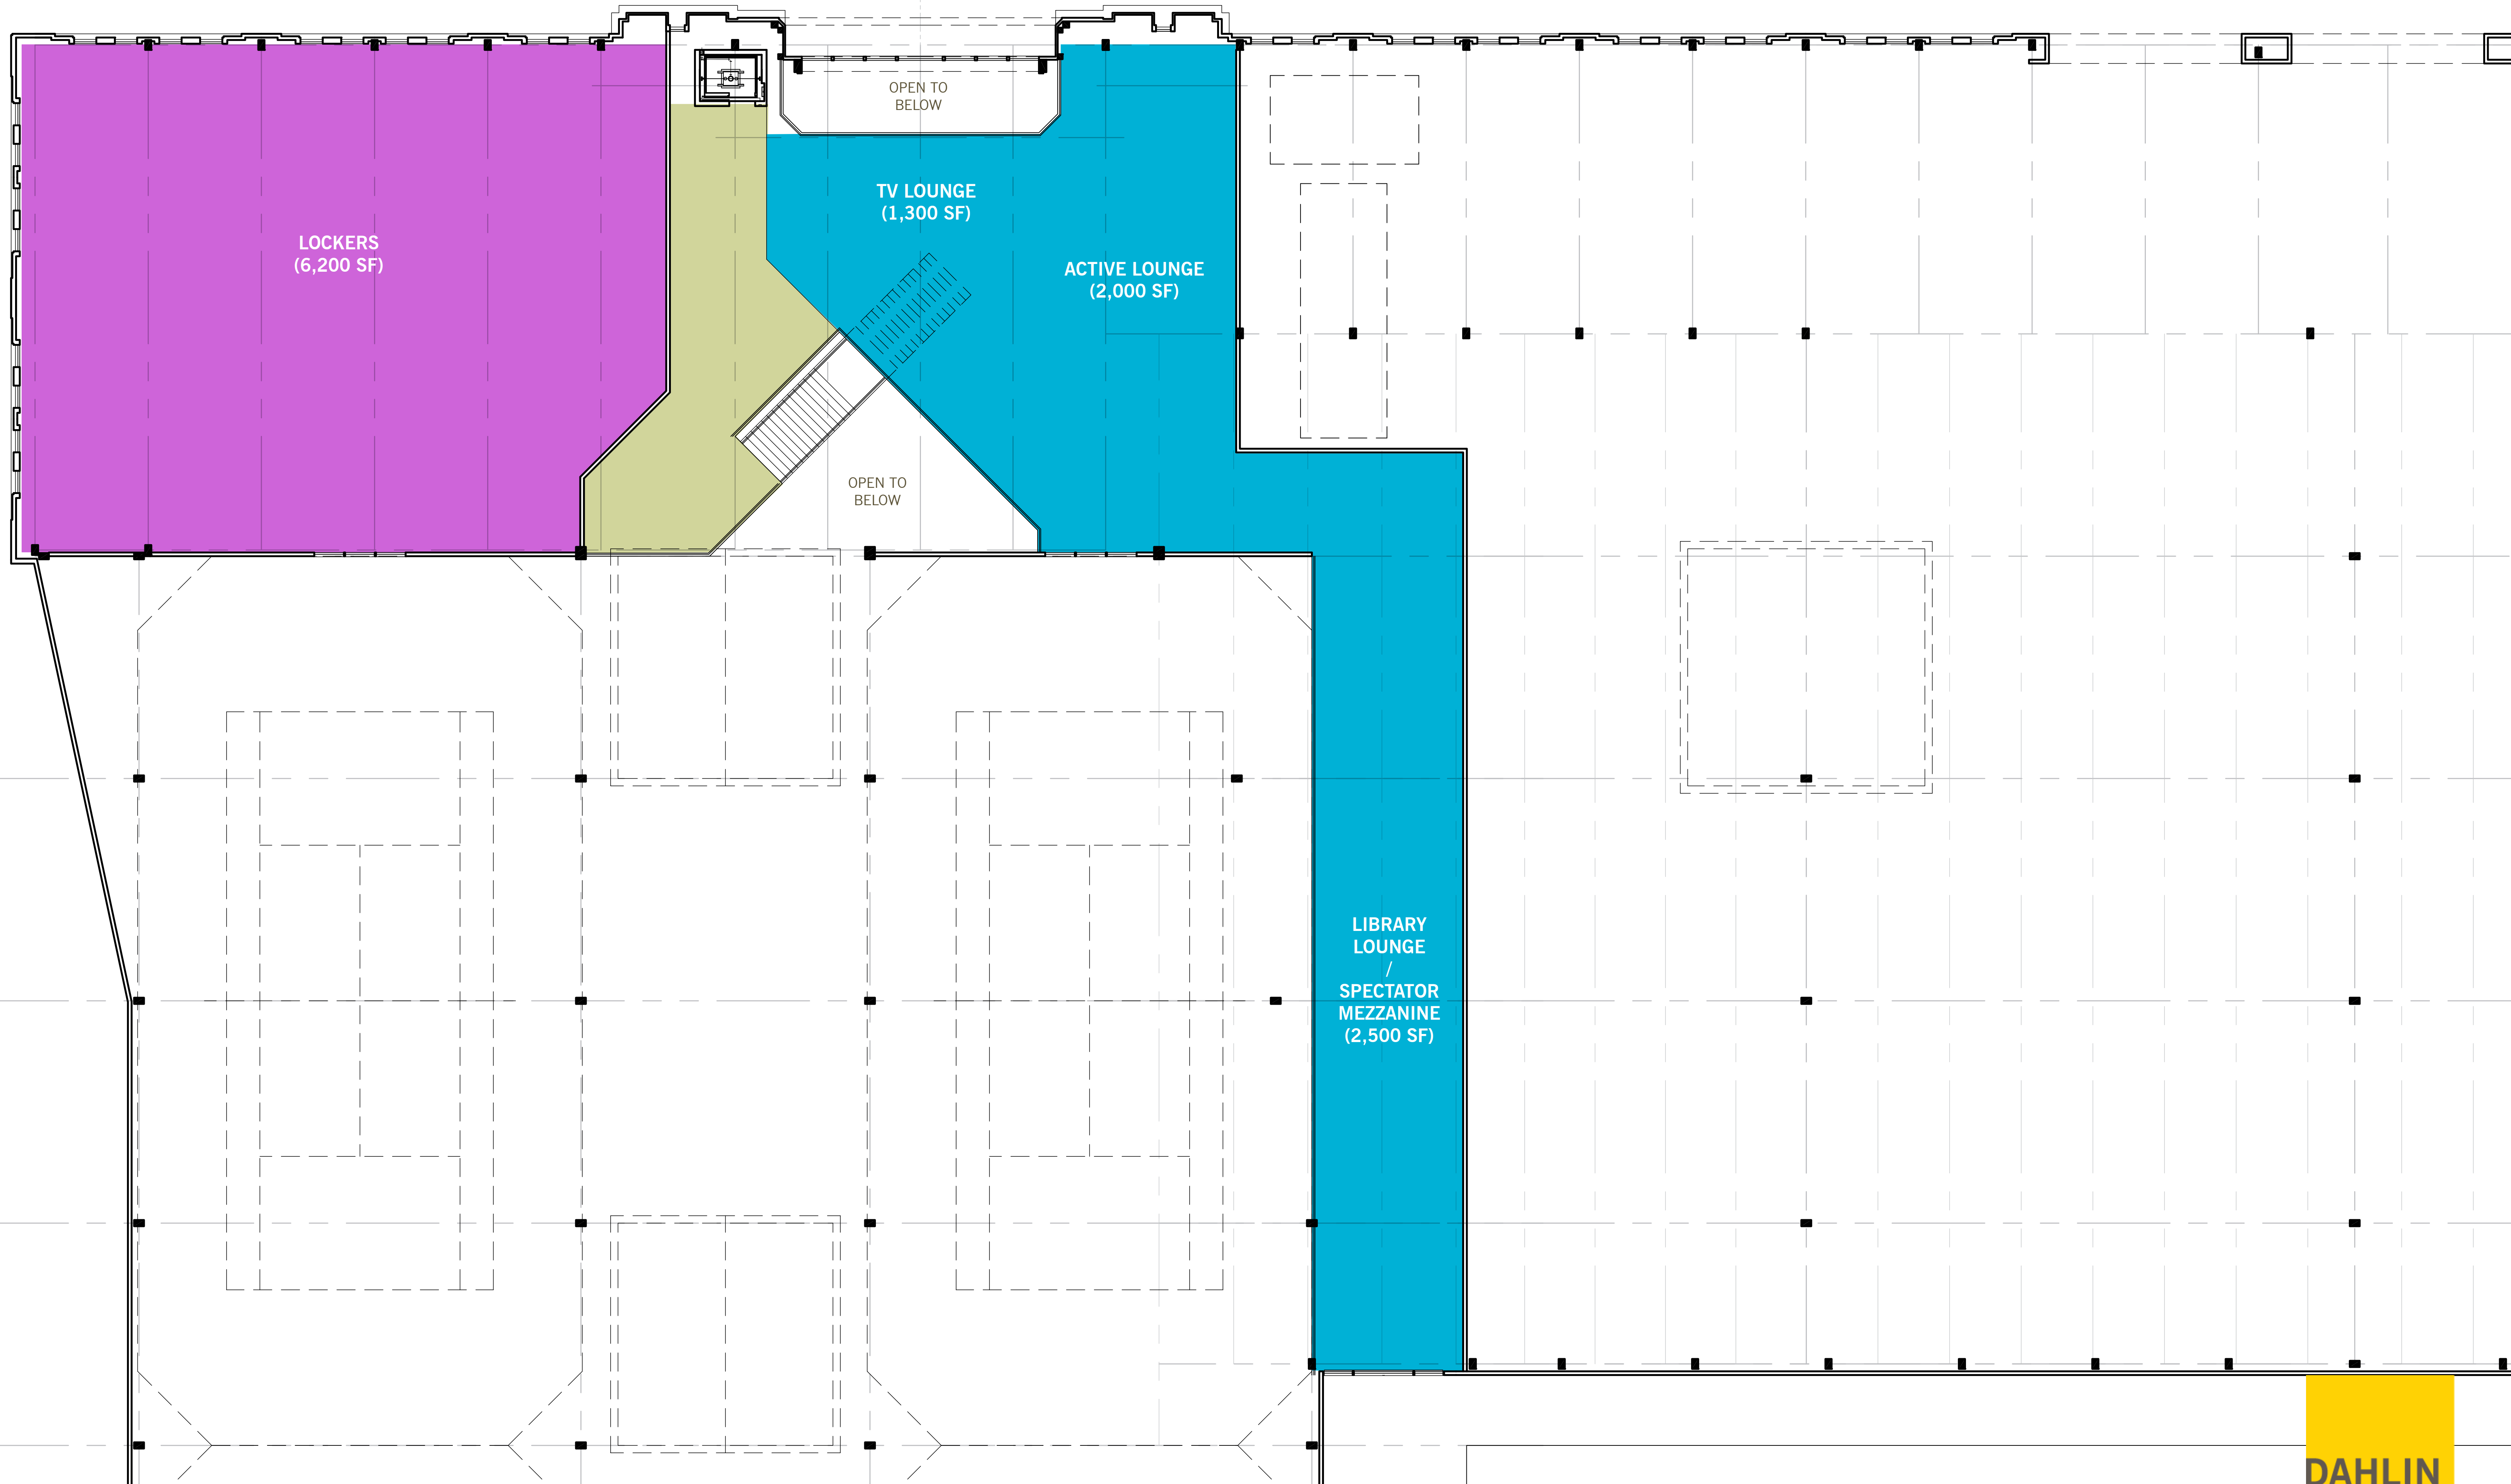 OPEN TO
BELOW
TV LOUNGE
(1,300 SF)
LOCKERS
(6,200 SF)
ACTIVE LOUNGE
(2,000 SF)
OPEN TO
BELOW
LIBRARY
LOUNGE
/
SPECTATOR
MEZZANINE
(2,500 SF)
DAHLIN